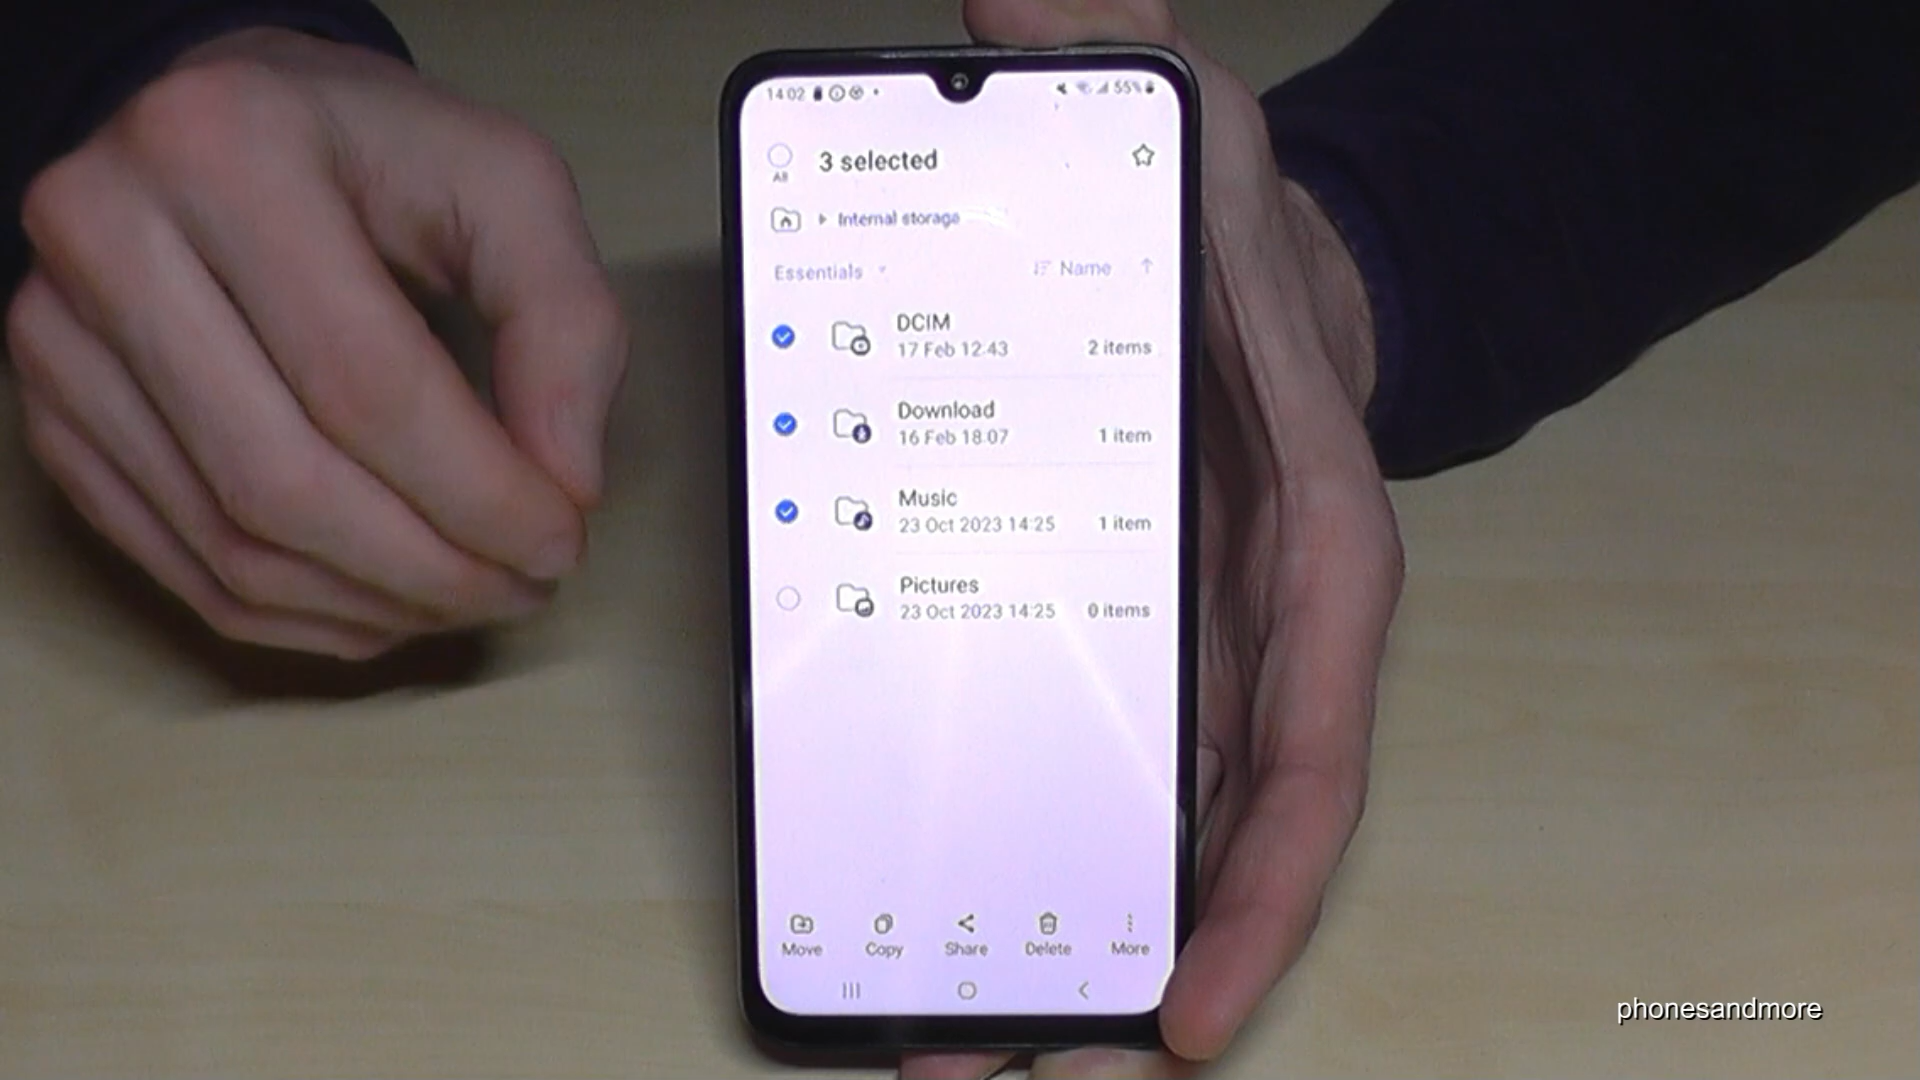 14:02
55%
All
3 selected
Internal storage
Essentials
Name
DCIM
17 Feb 12:43
2 items
Download
16 Feb 18:07
1 item
Music
23 Oct 2023 14:25
1 item
Pictures
23 Oct 2023 14:25
0 items
Move
Copy
Share
Delete
More
phonesandmore